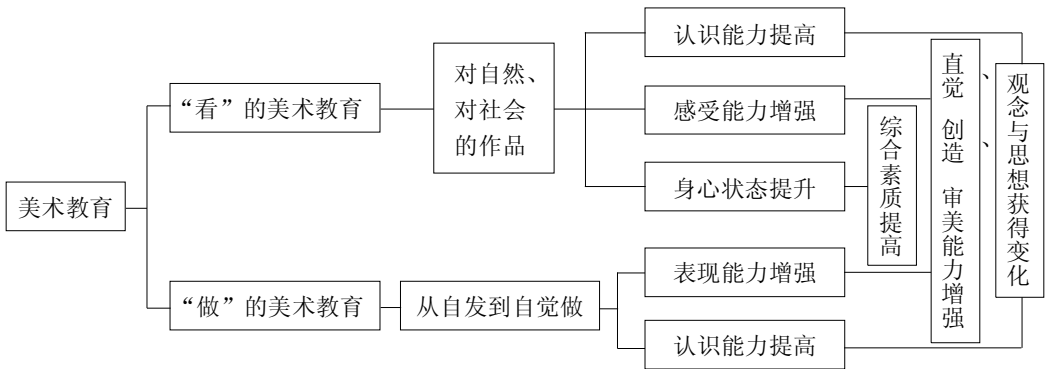 美术教育
“看”的美术教育
对自然、
对社会
的作品
认识能力提高
感受能力增强
身心状态提升
“做”的美术教育
从自发到自觉做
表现能力增强
认识能力提高
综合素质提高
直觉、创造、审美能力增强
观念与思想获得变化